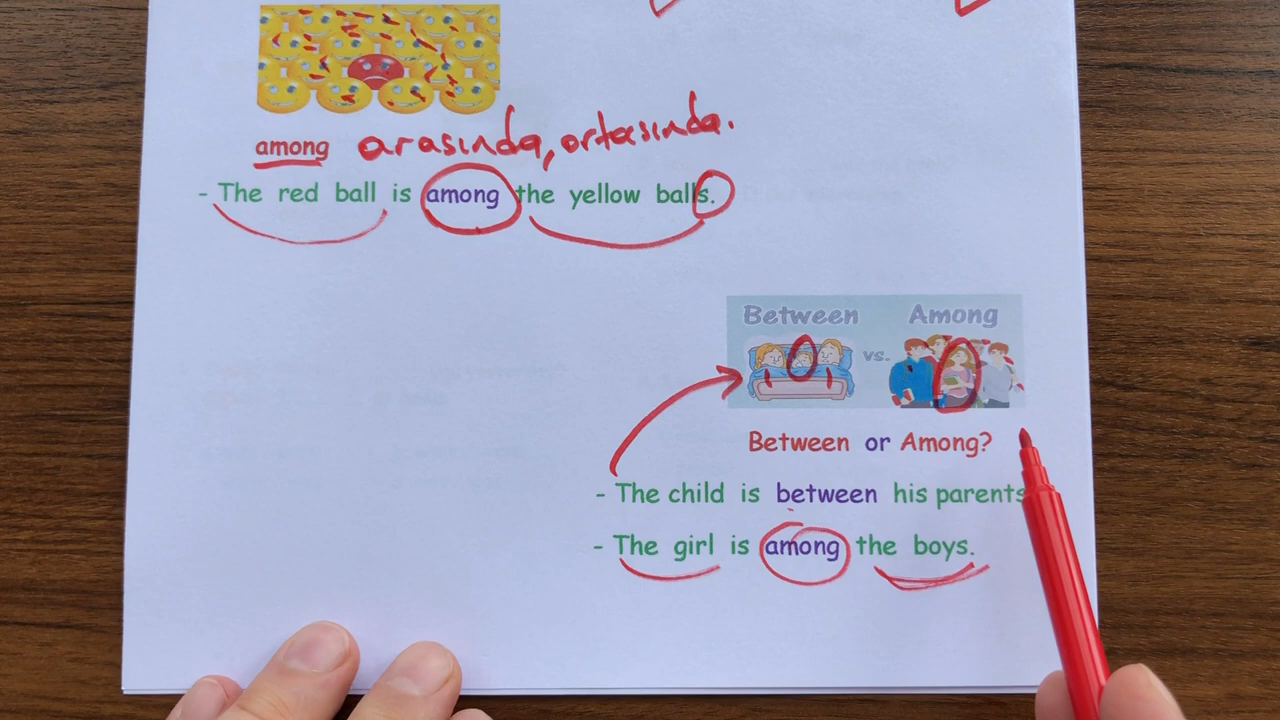 among arasında, ortasında.
- The red ball is among the yellow balls.
Between vs. Among
Between or Among?
- The child is between his parents
- The girl is among the boys.